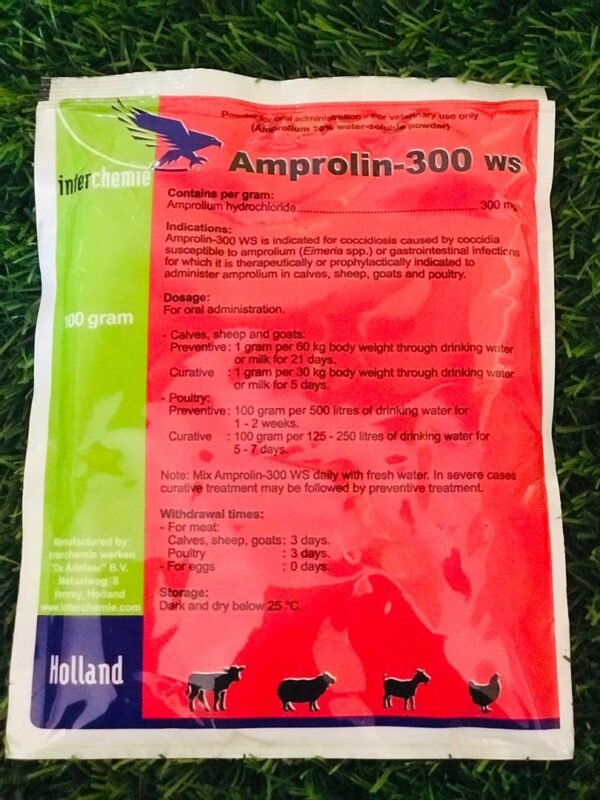 Powder for oral administration - For veterinary use only
(Amprolium 30% water-soluble powder)
interchemie
Amprolin-300 WS
Contains per gram:
Amprolium hydrochloride..............................................300 mg.
Indications:
Amprolin-300 WS is indicated for coccidiosis caused by coccidia
susceptible to amprolium (Eimeria spp.) or gastrointestinal infections
for which it is therapeutically or prophylactically indicated to
administer amprolium in calves, sheep, goats and poultry.
100 gram
Dosage:
For oral administration.
- Calves, sheep and goats:
Preventive: 1 gram per 60 kg body weight through drinking water
or milk for 21 days.
Curative : 1 gram per 30 kg body weight through drinking water
or milk for 5 days.
- Poultry:
Preventive: 100 gram per 500 litres of drinking water for
1 - 2 weeks.
Curative : 100 gram per 125 - 250 litres of drinking water for
5 - 7 days.
Note: Mix Amprolin-300 WS daily with fresh water. In severe cases
curative treatment may be followed by preventive treatment.
Withdrawal times:
- For meat:
Calves, sheep, goats: 3 days.
Poultry : 3 days.
- For eggs : 0 days.
Storage:
Dark and dry below 25 °C.
Manufactured by:
Interchemie werken
"De Adelaar" B.V.
Metaalweg 8
Venray, Holland
www.interchemie.com
Holland